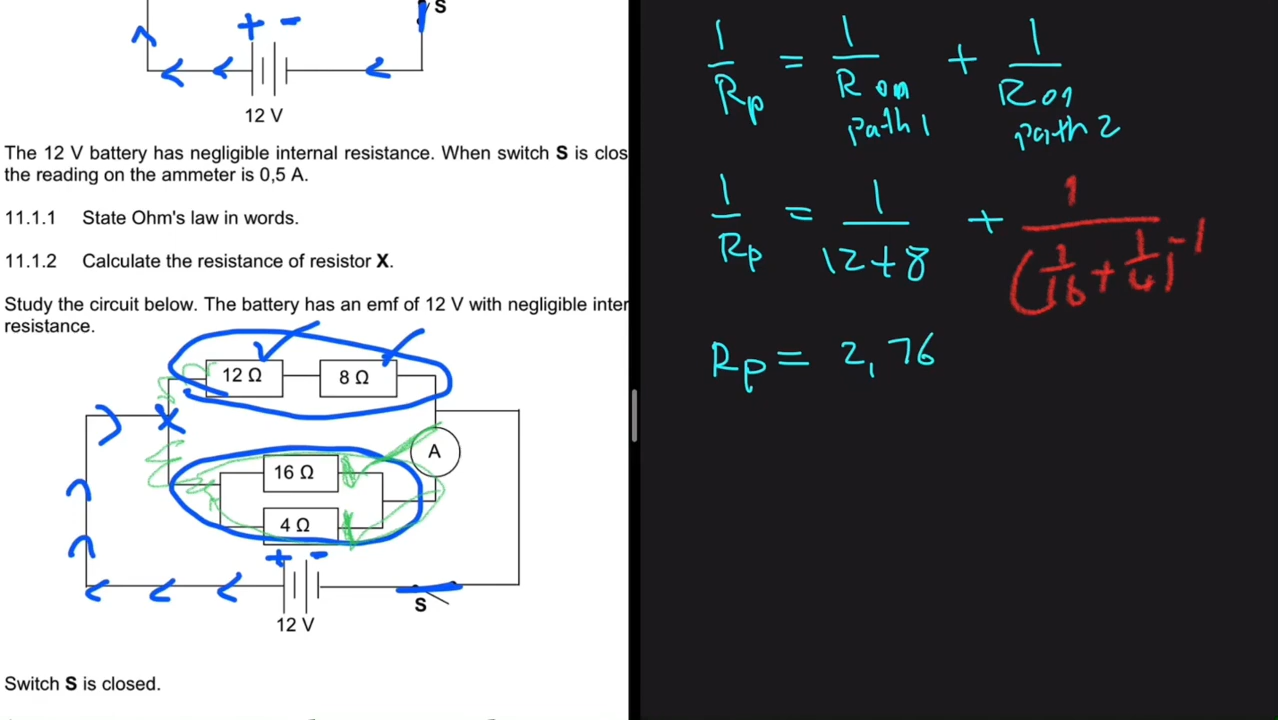 S
+ -
12 V
The 12 V battery has negligible internal resistance. When switch S is clos
the reading on the ammeter is 0,5 A.
11.1.1 State Ohm's law in words.
11.1.2 Calculate the resistance of resistor X.
Study the circuit below. The battery has an emf of 12 V with negligible inter
resistance.
12 Ω 8 Ω
A
16 Ω
4 Ω
+ -
S
12 V
Switch S is closed.
1/Rp = 1/R on path 1 + 1/R on path 2
1/Rp = 1/(12+8) + 1/(1/16 + 1/4)^-1
Rp = 2,76